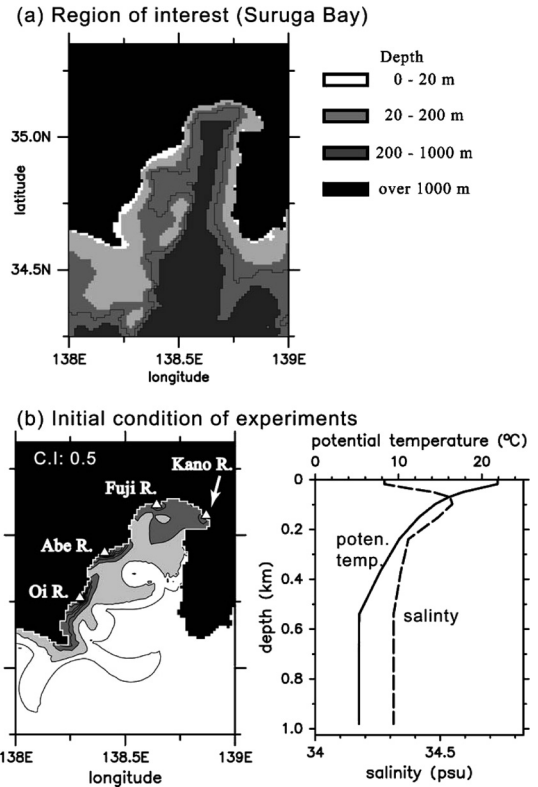 (a) Region of interest (Suruga Bay)
Depth
0 - 20 m
20 - 200 m
200 - 1000 m
over 1000 m
35.0N
34.5N
latitude
138E
138.5E
139E
longitude
(b) Initial condition of experiments
C.I: 0.5
Kano R.
Fuji R.
Abe R.
Oi R.
138E
138.5E
139E
longitude
potential temperature (ºC)
0
10
20
0.
0.2
0.4
0.6
0.8
1.0
depth (km)
poten.
temp.
salinty
34
34.5
salinity (psu)